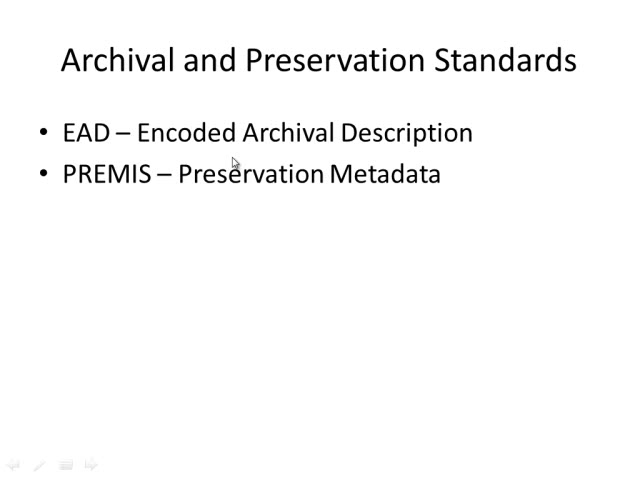 Archival and Preservation Standards
• EAD – Encoded Archival Description
• PREMIS – Preservation Metadata